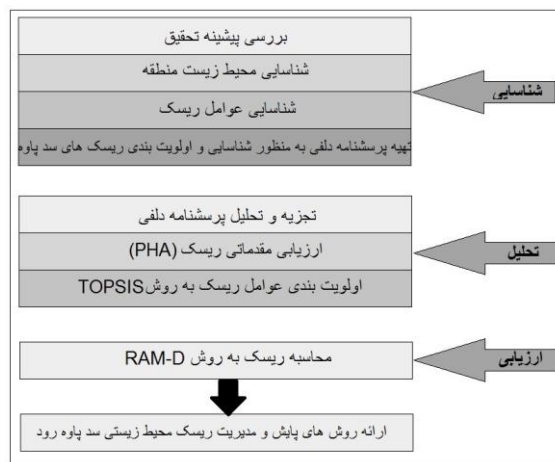 بررسی پیشینه تحقیق
شناسایی محیط زیست منطقه
شناسایی عوامل ریسک
تهیه پرسشنامه دلفی به منظور شناسایی و اولویت بندی ریسک های سد پاوه
شناسایی
تجزیه و تحلیل پرسشنامه دلفی
ارزیابی مقدماتی ریسک (PHA)
اولویت بندی عوامل ریسک به روش TOPSIS
تحلیل
محاسبه ریسک به روش RAM-D
ارزیابی
ارائه روش های پایش و مدیریت ریسک محیط زیستی سد پاوه رود